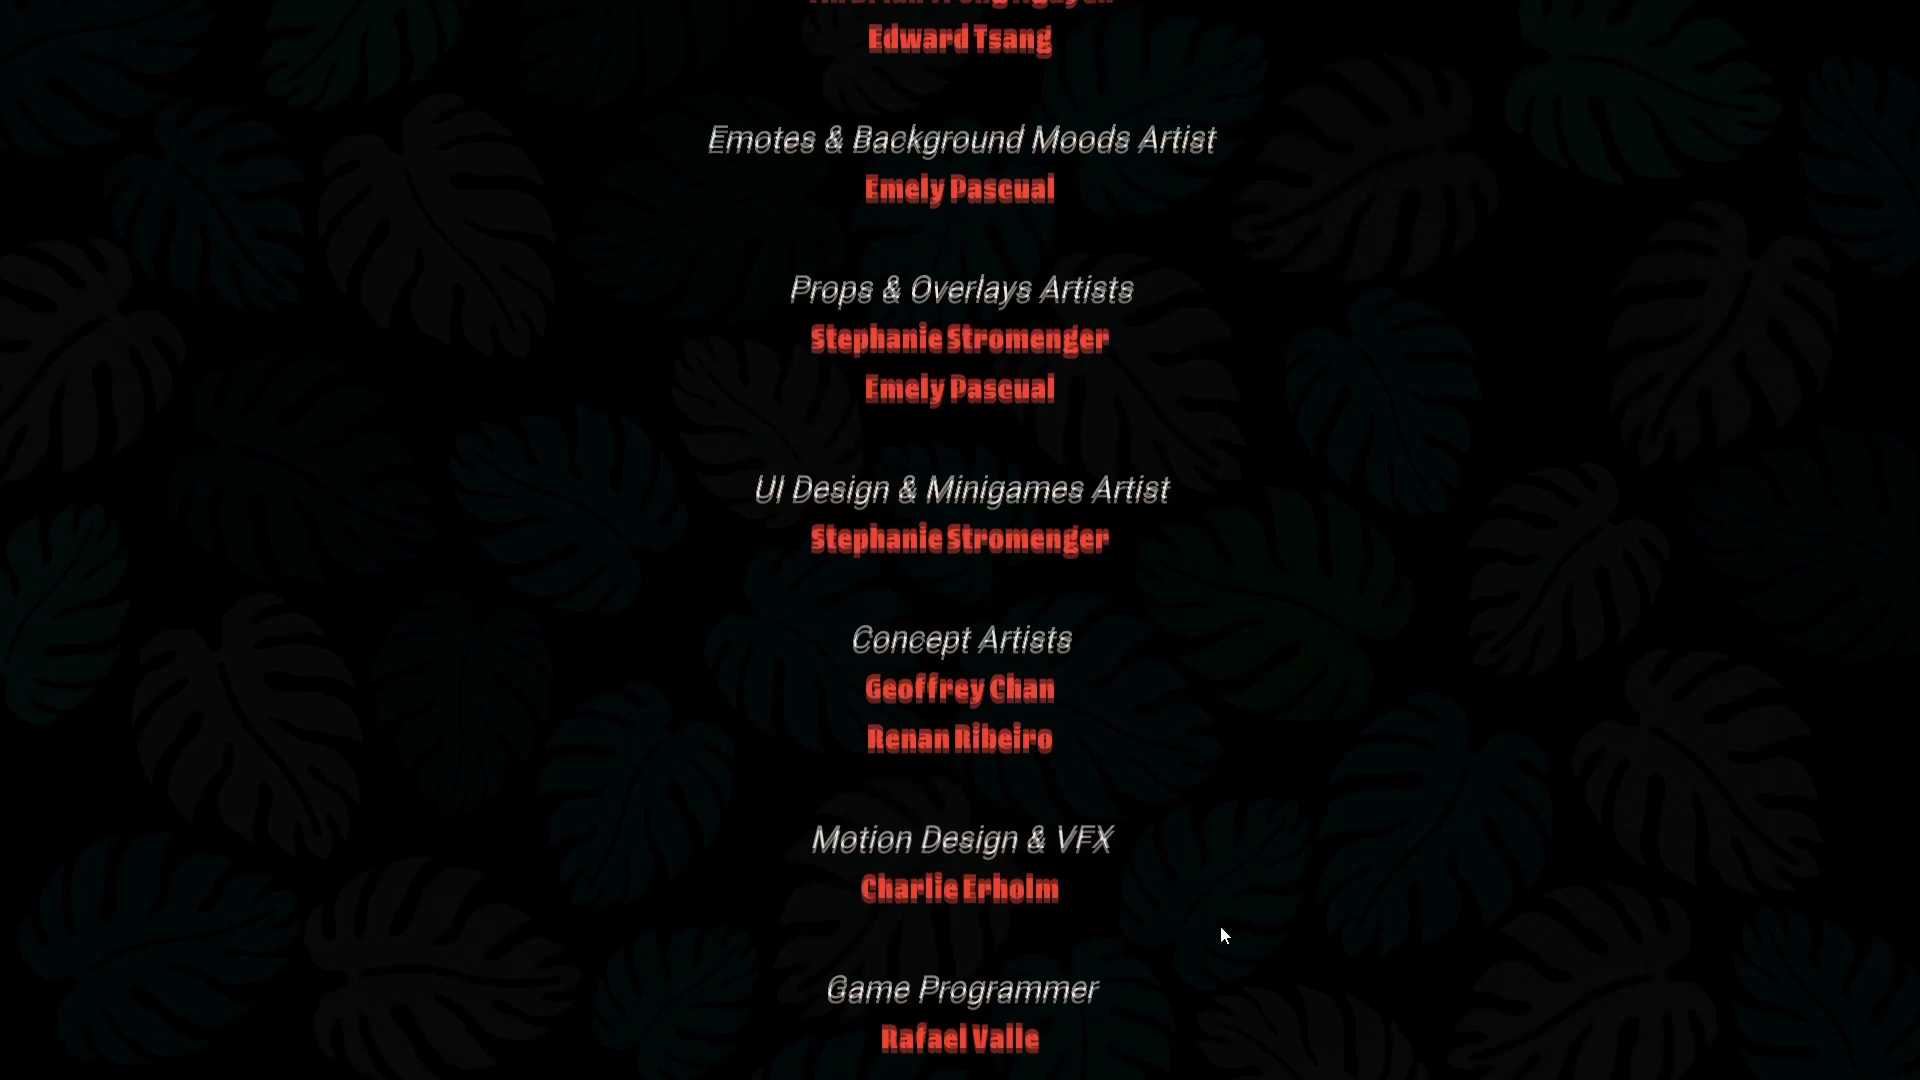 Edward Tsang
Emotes & Background Moods Artist
Emely Pascual
Props & Overlays Artists
Stephanie Stromenger
Emely Pascual
UI Design & Minigames Artist
Stephanie Stromenger
Concept Artists
Geoffrey Chan
Renan Ribeiro
Motion Design & VFX
Charlie Erholm
Game Programmer
Rafael Valle